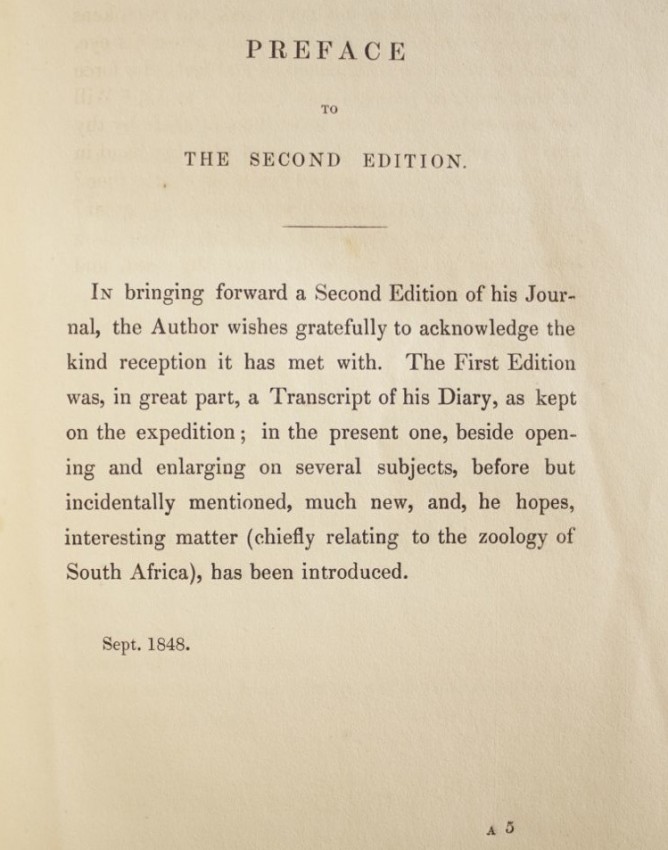 PREFACE
TO
THE SECOND EDITION.
In bringing forward a Second Edition of his Jour-
nal, the Author wishes gratefully to acknowledge the
kind reception it has met with. The First Edition
was, in great part, a Transcript of his Diary, as kept
on the expedition; in the present one, beside open-
ing and enlarging on several subjects, before but
incidentally mentioned, much new, and, he hopes,
interesting matter (chiefly relating to the zoology of
South Africa), has been introduced.
Sept. 1848.
A 5